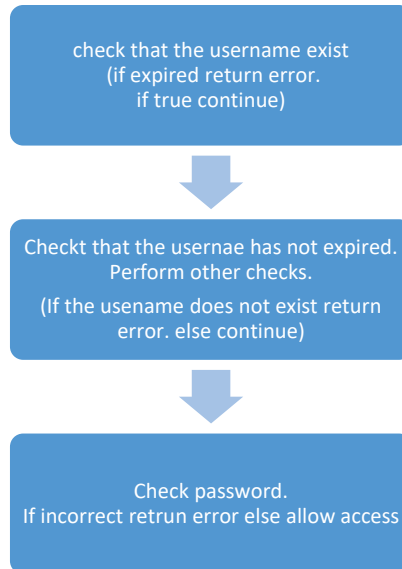 check that the username exist
(if expired return error.
if true continue)
Checkt that the usernae has not expired.
Perform other checks.
(If the usename does not exist return
error. else continue)
Check password.
If incorrect retrun error else allow access